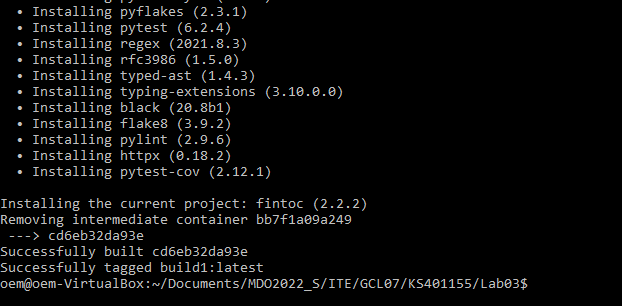 • Installing pyflakes (2.3.1)
• Installing pytest (6.2.4)
• Installing regex (2021.8.3)
• Installing rfc3986 (1.5.0)
• Installing typed-ast (1.4.3)
• Installing typing-extensions (3.10.0.0)
• Installing black (20.8b1)
• Installing flake8 (3.9.2)
• Installing pylint (2.9.6)
• Installing httpx (0.18.2)
• Installing pytest-cov (2.12.1)
Installing the current project: fintoc (2.2.2)
Removing intermediate container bb7f1a09a249
---> cd6eb32da93e
Successfully built cd6eb32da93e
Successfully tagged build1:latest
oem@oem-VirtualBox:~/Documents/MDO2022_S/ITE/GCL07/KS401155/Lab03$